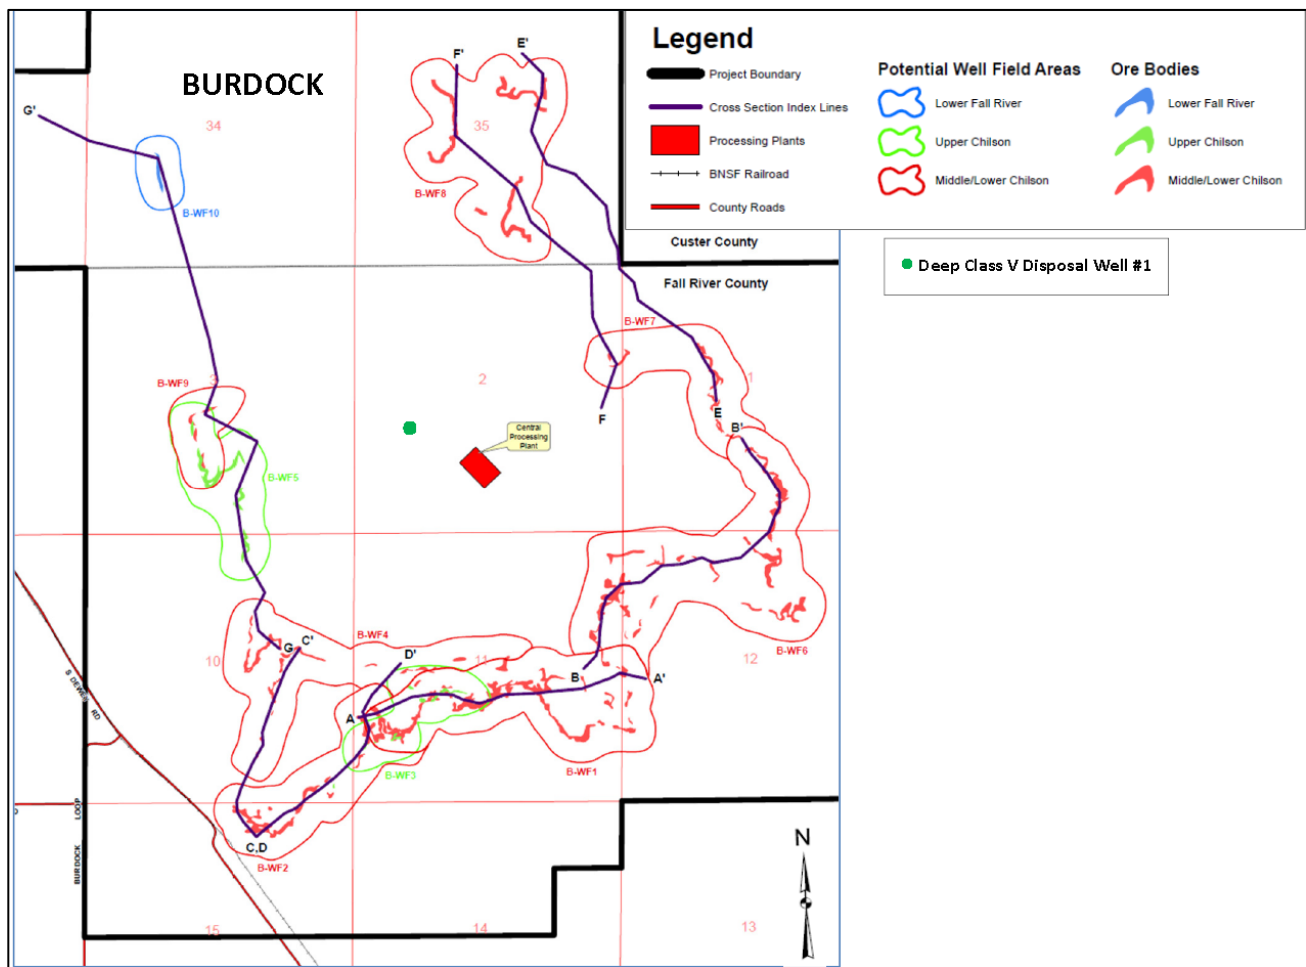 BURDOCK
Legend
Project Boundary
Cross Section Index Lines
Processing Plants
BNSF Railroad
County Roads
Potential Well Field Areas
Lower Fall River
Upper Chilson
Middle/Lower Chilson
Ore Bodies
Lower Fall River
Upper Chilson
Middle/Lower Chilson
Deep Class V Disposal Well #1
Custer County
Fall River County
G'
34
F'
E'
35
B-WF8
B-WF10
B-WF7
B-WF9
3
2
1
F
E
B'
Central
Processing
Plant
B-WF5
B-WF4
G
C'
10
D'
11
B
A'
12
B-WF6
A
B-WF3
B-WF1
S DEWEY RD
BURDOCK LOOP
C,D
B-WF2
N
15
14
13